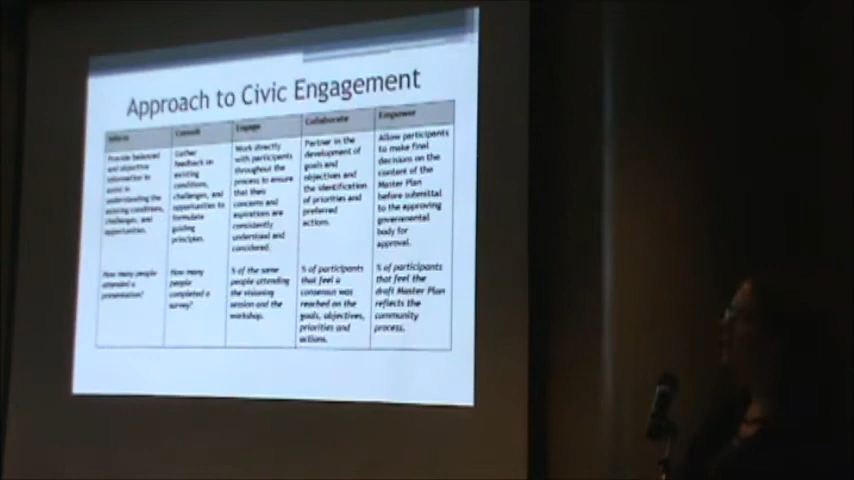 Approach to Civic Engagement
Inform
Provide balanced
and objective
information to
assist in
understanding the
existing conditions,
challenges, and
opportunities.
How many people
attended a
presentation?
Consult
Gather
feedback on
existing
conditions,
challenges, and
opportunities to
formulate
guiding
principles.
How many
people
completed a
survey?
Engage
Work directly
with participants
throughout the
process to ensure
that their
concerns and
aspirations are
consistently
understood and
considered.
% of the same
people attending
the visioning
session and the
workshop.
Collaborate
Partner in the
development of
goals and
objectives and
the identification
of priorities and
preferred
actions.
% of participants
that feel a
consensus was
reached on the
goals, objectives,
priorities and
actions.
Empower
Allow participants
to make final
decisions on the
content of the
Master Plan
before submittal
to the approving
governmental
body for
approval.
% of participants
that feel the
draft Master Plan
reflects the
community
process.